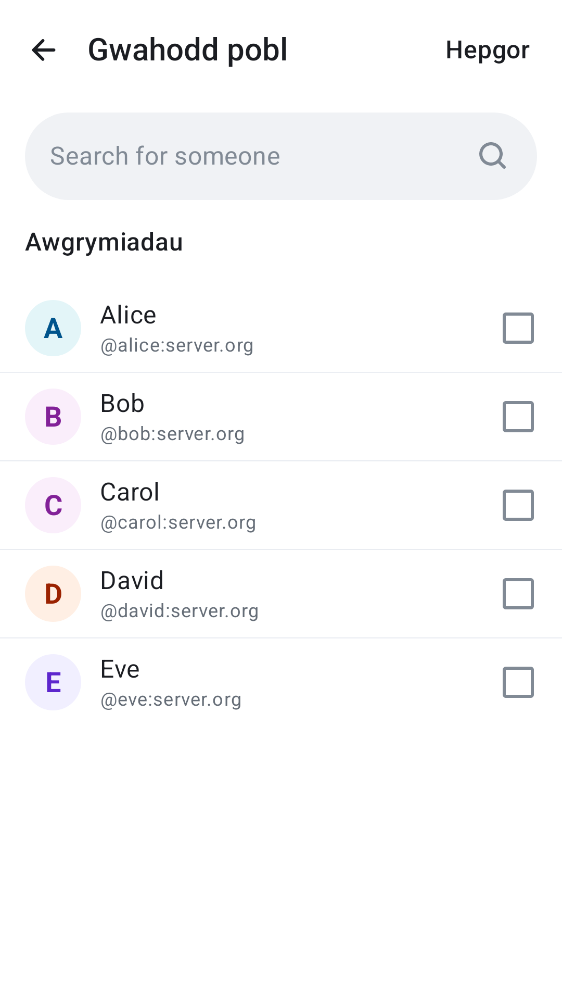 Gwahodd pobl
Hepgor
Search for someone
Awgrymiadau
A
Alice
@alice:server.org
B
Bob
@bob:server.org
C
Carol
@carol:server.org
D
David
@david:server.org
E
Eve
@eve:server.org